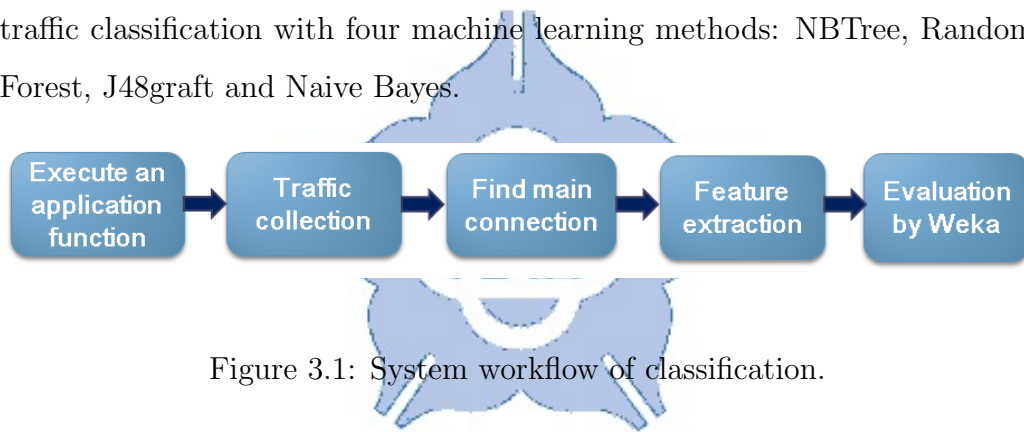 traffic classification with four machine learning methods: NBTree, Random
Forest, J48graft and Naive Bayes.
Execute an
application
function
Traffic
collection
Find main
connection
Feature
extraction
Evaluation
by Weka
Figure 3.1: System workflow of classification.